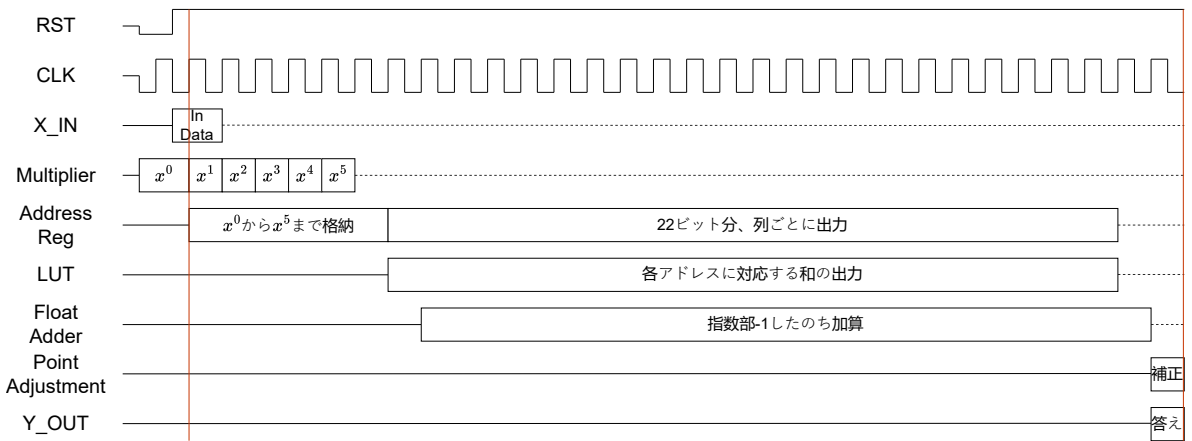 RST
CLK
X_IN
In
Data
Multiplier
x^0 x^1 x^2 x^3 x^4 x^5
Address
Reg
x^0からx^5まで格納
22ビット分、列ごとに出力
LUT
各アドレスに対応する和の出力
Float
Adder
指数部-1したのち加算
Point
Adjustment
補正
Y_OUT
答え